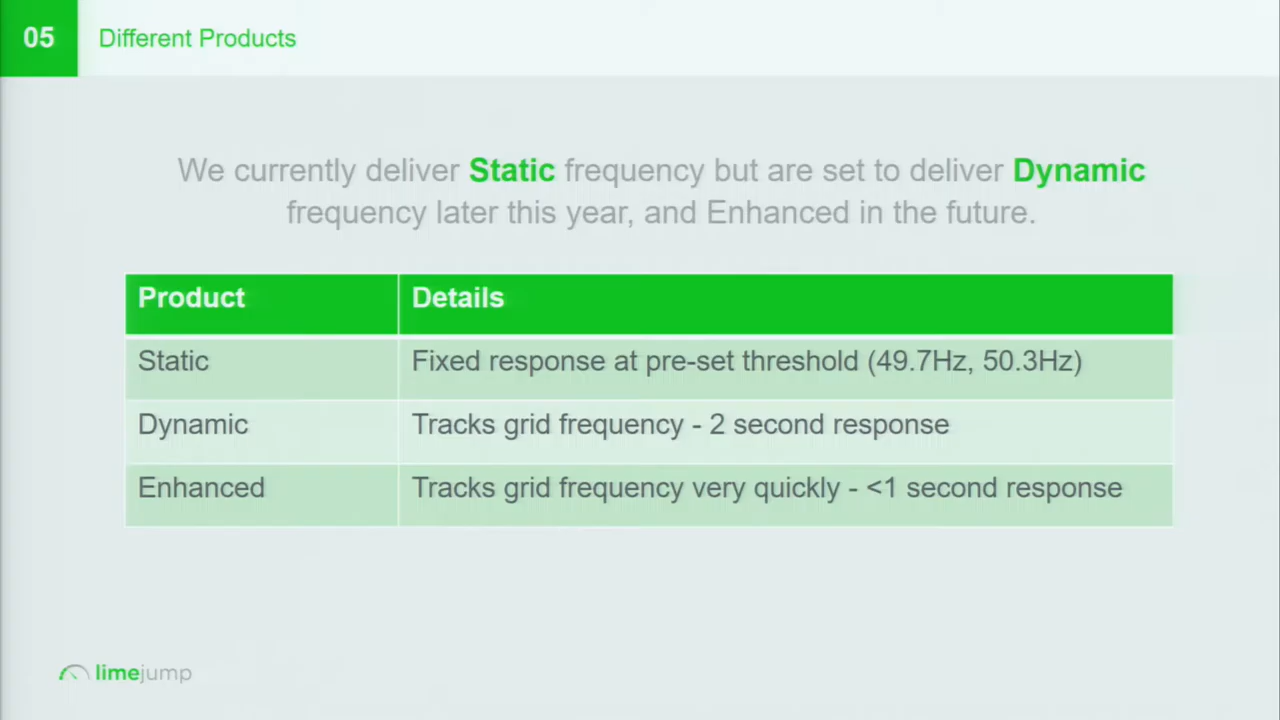 05
Different Products
We currently deliver Static frequency but are set to deliver Dynamic
frequency later this year, and Enhanced in the future.
Product Details
Static Fixed response at pre-set threshold (49.7Hz, 50.3Hz)
Dynamic Tracks grid frequency - 2 second response
Enhanced Tracks grid frequency very quickly - <1 second response
limejump